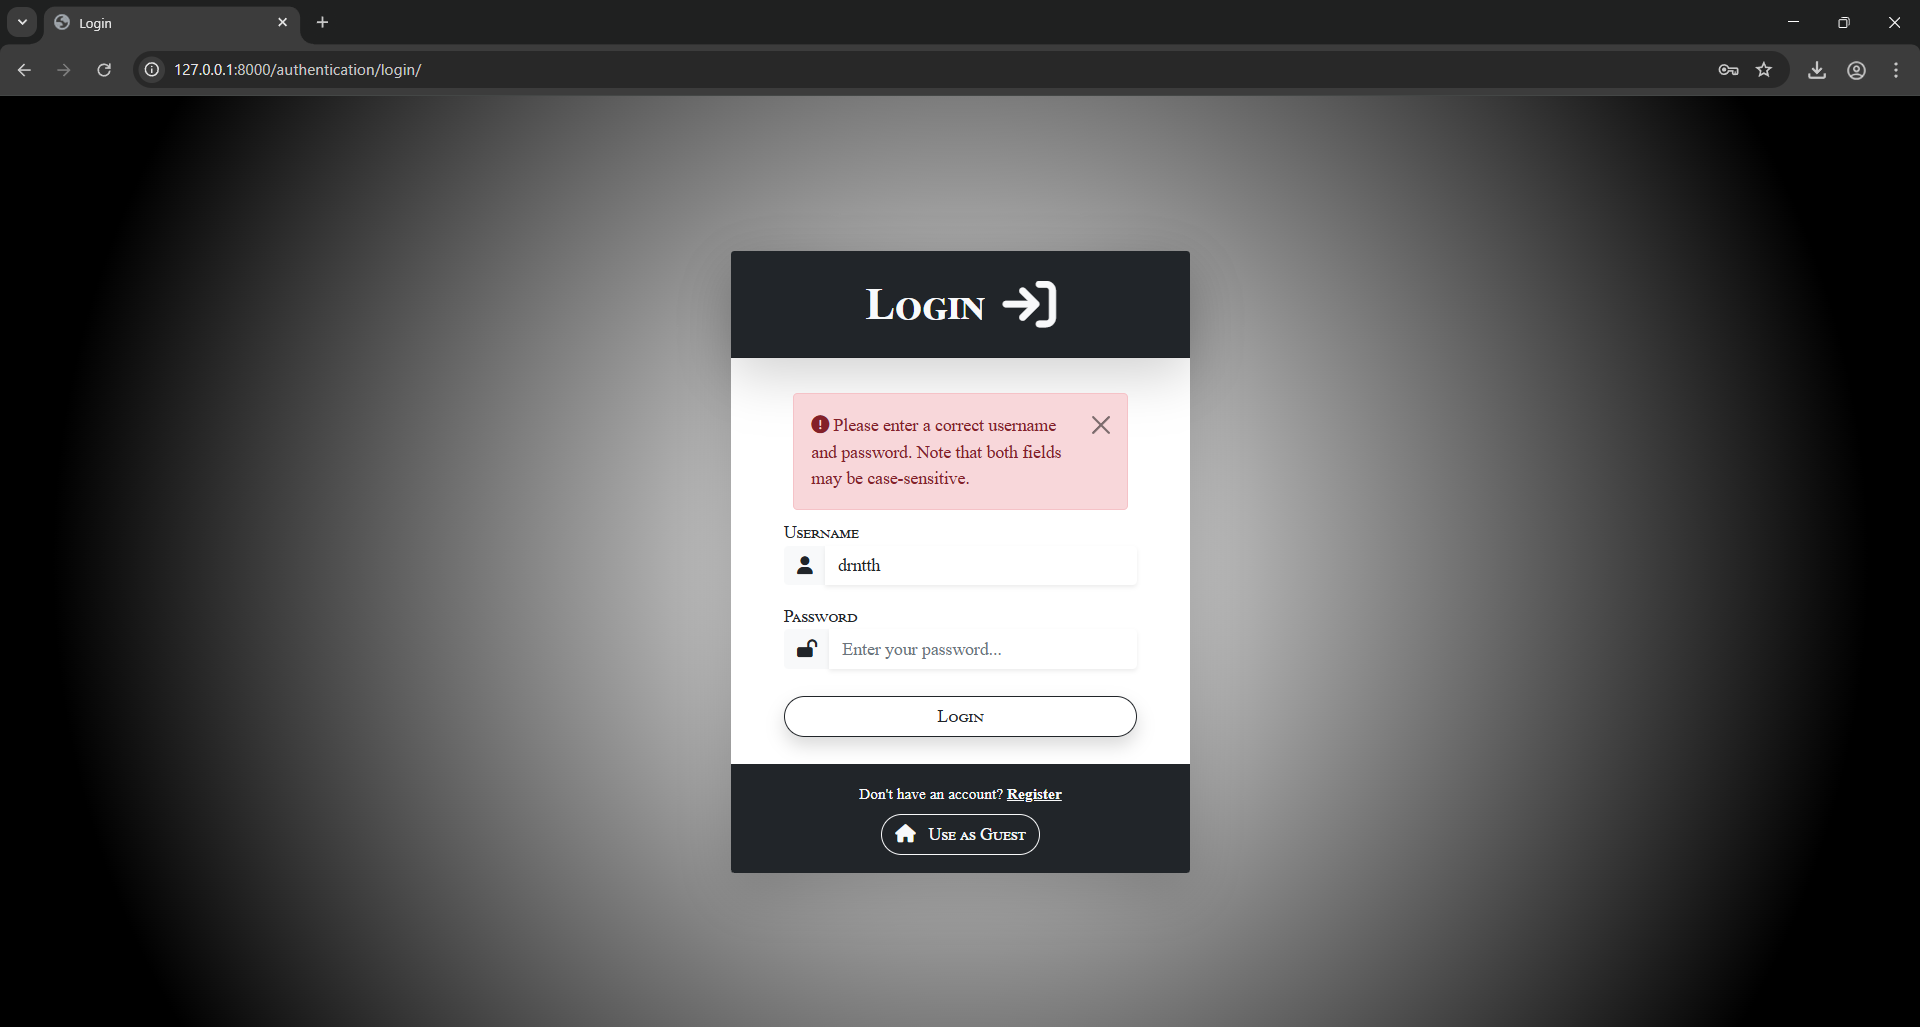 Login
127.0.0.1:8000/authentication/login/
Login
Please enter a correct username
and password. Note that both fields
may be case-sensitive.
Username
drntth
Password
Enter your password...
Login
Don't have an account? Register
Use as Guest